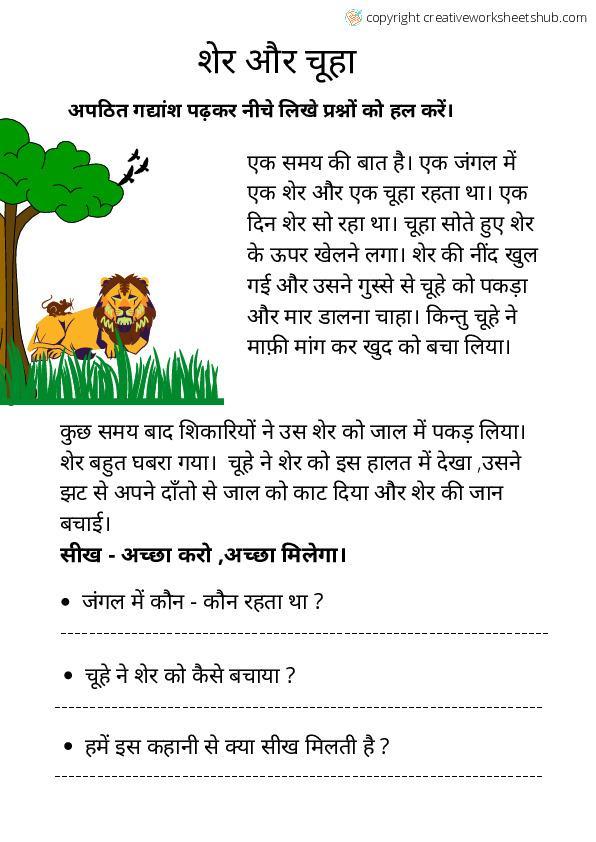 copyright creativeworksheetshub.com
शेर और चूहा
अपठित गद्यांश पढ़कर नीचे लिखे प्रश्नों को हल करें।
एक समय की बात है। एक जंगल में
एक शेर और एक चूहा रहता था। एक
दिन शेर सो रहा था। चूहा सोते हुए शेर
के ऊपर खेलने लगा। शेर की नींद खुल
गई और उसने गुस्से से चूहे को पकड़ा
और मार डालना चाहा। किन्तु चूहे ने
माफ़ी मांग कर खुद को बचा लिया।
कुछ समय बाद शिकारियों ने उस शेर को जाल में पकड़ लिया।
शेर बहुत घबरा गया। चूहे ने शेर को इस हालत में देखा ,उसने
झट से अपने दाँतो से जाल को काट दिया और शेर की जान
बचाई।
सीख - अच्छा करो ,अच्छा मिलेगा।
• जंगल में कौन - कौन रहता था ?
• चूहे ने शेर को कैसे बचाया ?
• हमें इस कहानी से क्या सीख मिलती है ?